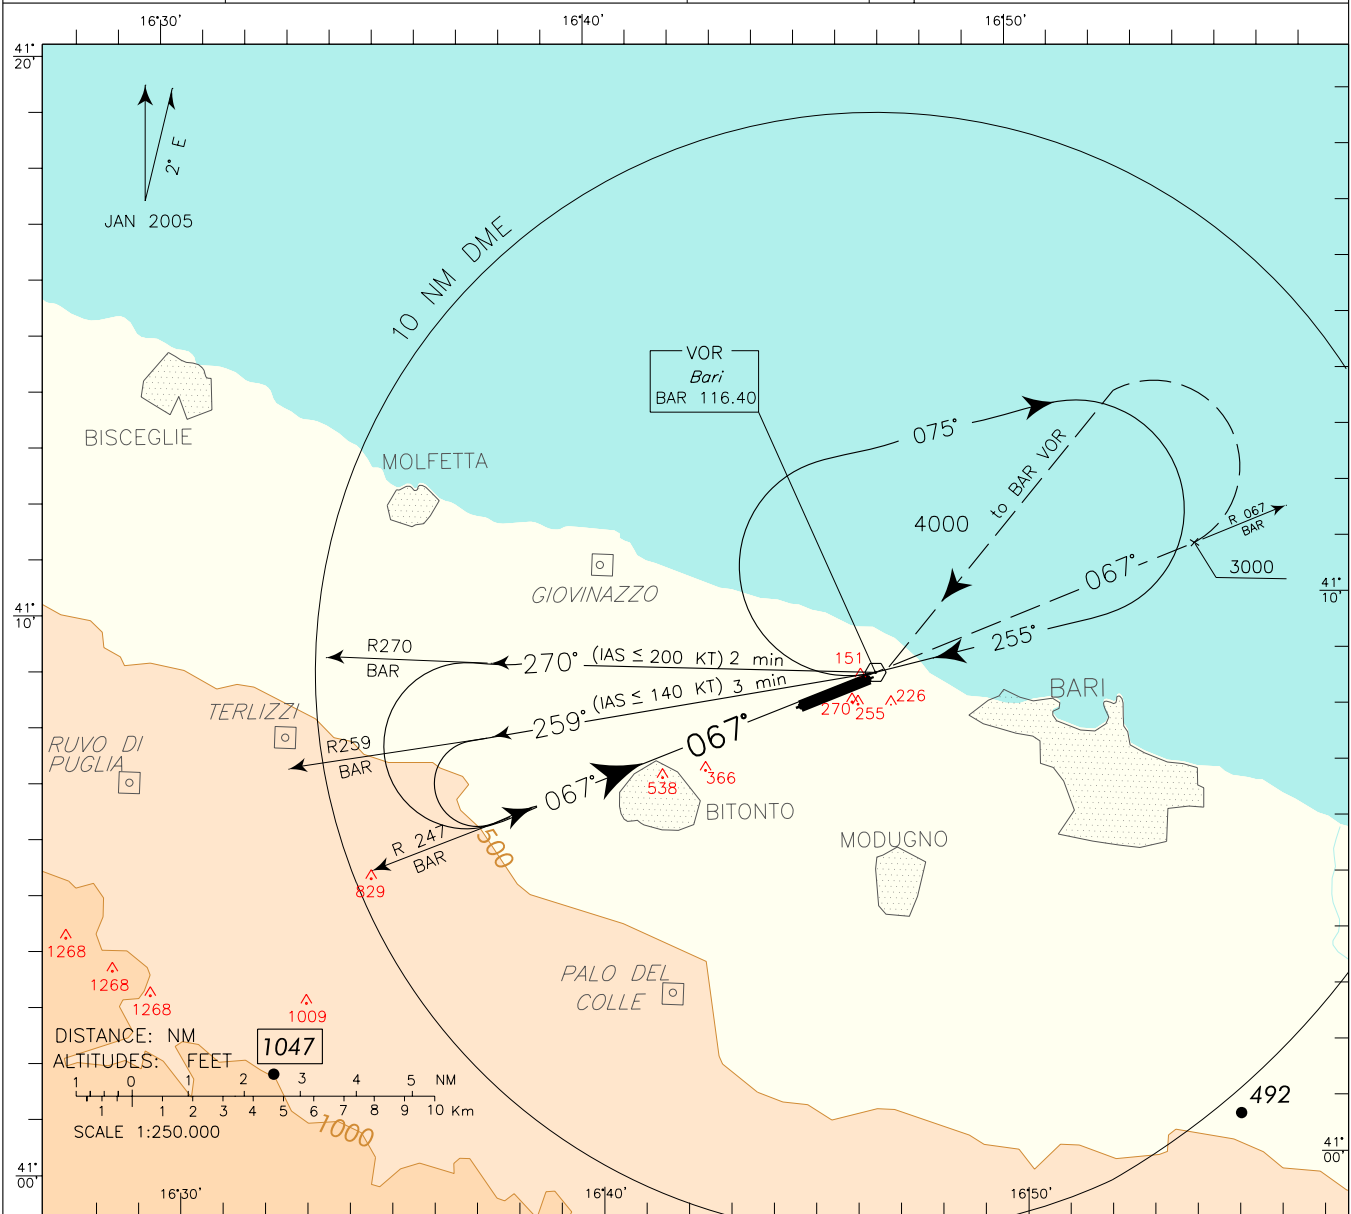 16°30'
16°40'
16°50'
41°
20'
2° E
JAN 2005
10 NM DME
VOR
Bari
BAR 116.40
BISCEGLIE
MOLFETTA
075°
to BAR VOR
4000
R 067
BAR
3000
067°
GIOVINAZZO
41°
10'
41°
10'
255°
R270
BAR
270° (IAS ≤ 200 KT) 2 min
151
(IAS ≤ 140 KT) 3 min
259°
270
255
226
BARI
TERLIZZI
RUVO DI
PUGLIA
R259
BAR
067°
067°
538
366
BITONTO
MODUGNO
R 247
BAR
500
829
1268
1268
1268
1009
PALO DEL
COLLE
DISTANCE: NM
ALTITUDES: FEET
1047
1 0 1 2 3 4 5 NM
1 1 2 3 4 5 6 7 8 9 10 Km
SCALE 1:250.000
1000
492
41°
00'
41°
00'
16°30'
16°40'
16°50'